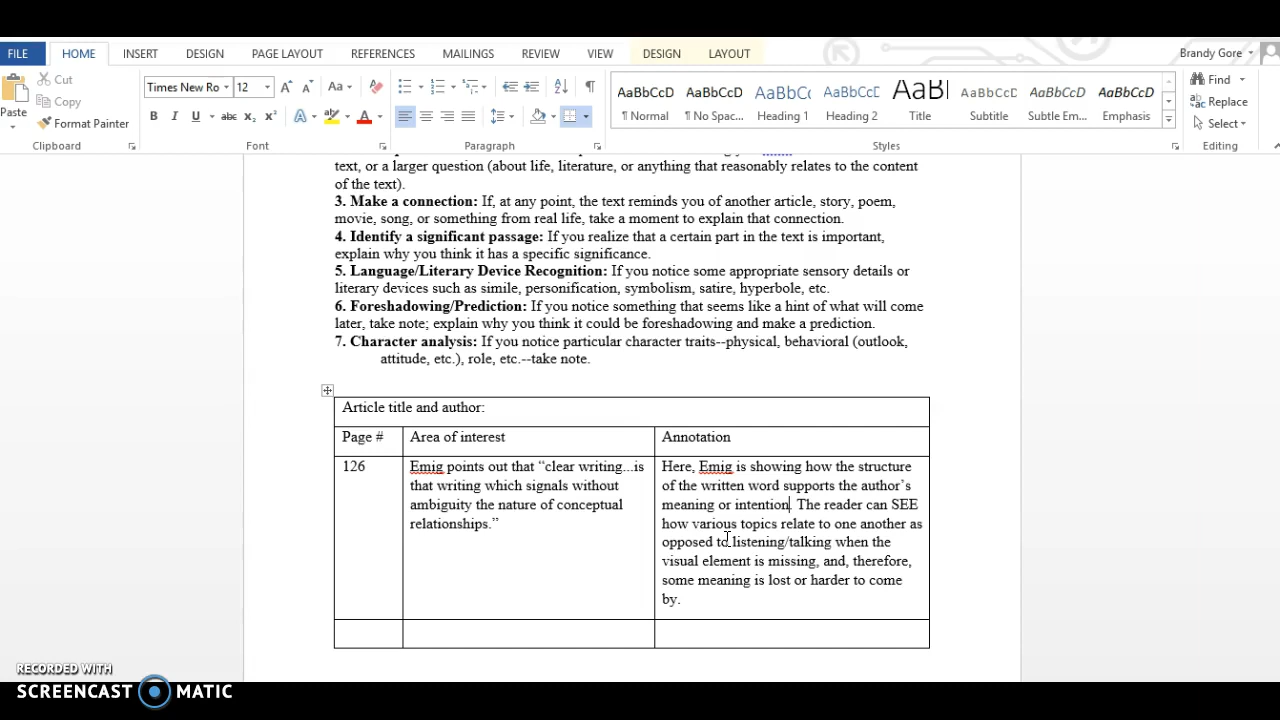 FILE HOME INSERT DESIGN PAGE LAYOUT REFERENCES MAILINGS REVIEW VIEW DESIGN LAYOUT Brandy Gore
Cut
Copy
Paste
Format Painter
Clipboard
Times New Ro 12 Aa
B I U abc X₂ X² A A
Font
Paragraph
AaBbCcD AaBbCcD AaBbCc AaBbCcD AaBl AaBbCcD AaBbCcD AaBbCcD
¶ Normal ¶ No Spac... Heading 1 Heading 2 Title Subtitle Subtle Em... Emphasis
Styles
Find
Replace
Select
Editing
text, or a larger question (about life, literature, or anything that reasonably relates to the content
of the text).
3. Make a connection: If, at any point, the text reminds you of another article, story, poem,
movie, song, or something from real life, take a moment to explain that connection.
4. Identify a significant passage: If you realize that a certain part in the text is important,
explain why you think it has a specific significance.
5. Language/Literary Device Recognition: If you notice some appropriate sensory details or
literary devices such as simile, personification, symbolism, satire, hyperbole, etc.
6. Foreshadowing/Prediction: If you notice something that seems like a hint of what will come
later, take note; explain why you think it could be foreshadowing and make a prediction.
7. Character analysis: If you notice particular character traits--physical, behavioral (outlook,
attitude, etc.), role, etc.--take note.
Article title and author:
Page # Area of interest Annotation
126
Emig points out that “clear writing...is
that writing which signals without
ambiguity the nature of conceptual
relationships.”
Here, Emig is showing how the structure
of the written word supports the author’s
meaning or intention. The reader can SEE
how various topics relate to one another as
opposed to listening/talking when the
visual element is missing, and, therefore,
some meaning is lost or harder to come
by.
RECORDED WITH
SCREENCAST MATIC